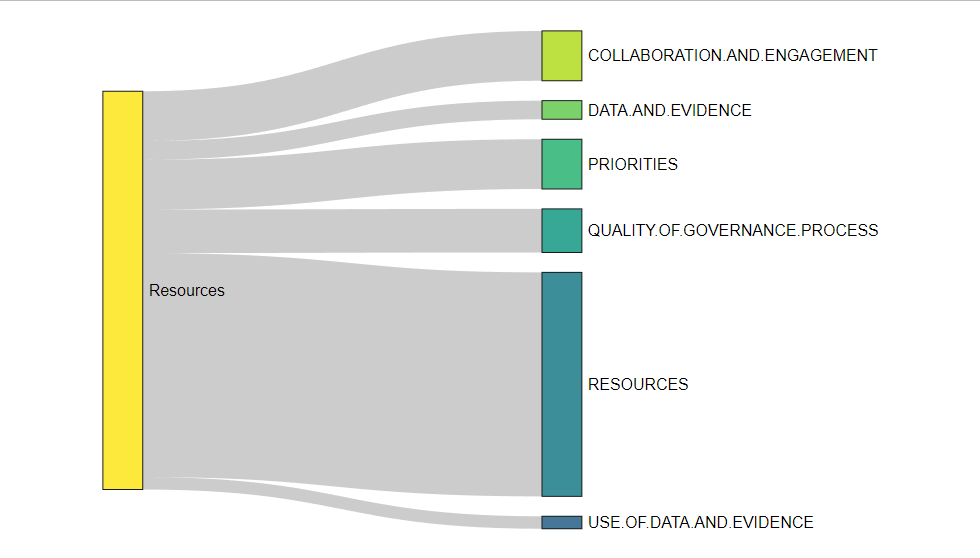 COLLABORATION.AND.ENGAGEMENT
DATA.AND.EVIDENCE
PRIORITIES
QUALITY.OF.GOVERNANCE.PROCESS
Resources
RESOURCES
USE.OF.DATA.AND.EVIDENCE